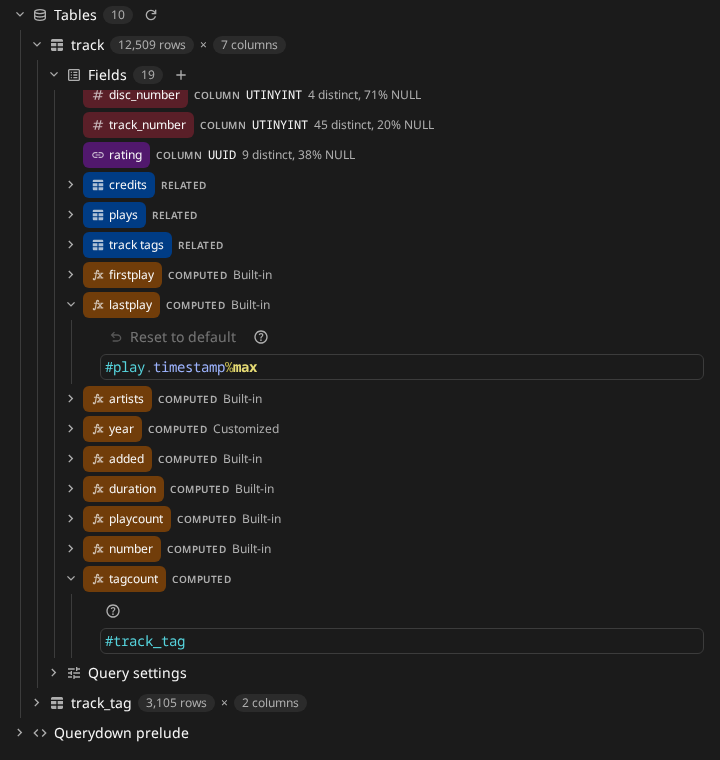 Tables 10
track 12,509 rows × 7 columns
Fields 19 +
# disc_number COLUMN UTINYINT 4 distinct, 71% NULL
# track_number COLUMN UTINYINT 45 distinct, 20% NULL
rating COLUMN UUID 9 distinct, 38% NULL
credits RELATED
plays RELATED
track tags RELATED
fx firstplay COMPUTED Built-in
fx lastplay COMPUTED Built-in
Reset to default ?
#play.timestamp%max
fx artists COMPUTED Built-in
fx year COMPUTED Customized
fx added COMPUTED Built-in
fx duration COMPUTED Built-in
fx playcount COMPUTED Built-in
fx number COMPUTED Built-in
fx tagcount COMPUTED
?
#track_tag
Query settings
track_tag 3,105 rows × 2 columns
<> Querydown prelude